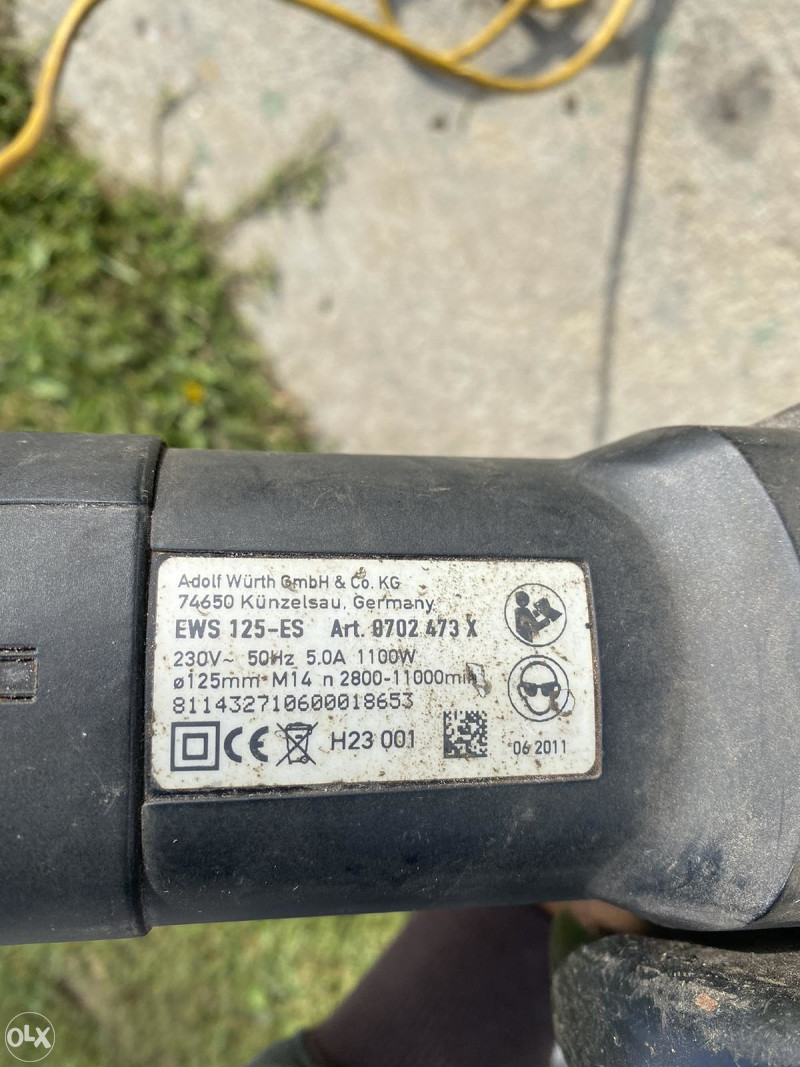 Adolf Würth GmbH & Co. KG
74650 Künzelsau, Germany
EWS 125-ES Art. 0702 473 X
230V~ 50Hz 5.0A 1100W
ø125mm M14 n 2800-11000min
811432710600018653
CE H23 001 06 2011
OLX